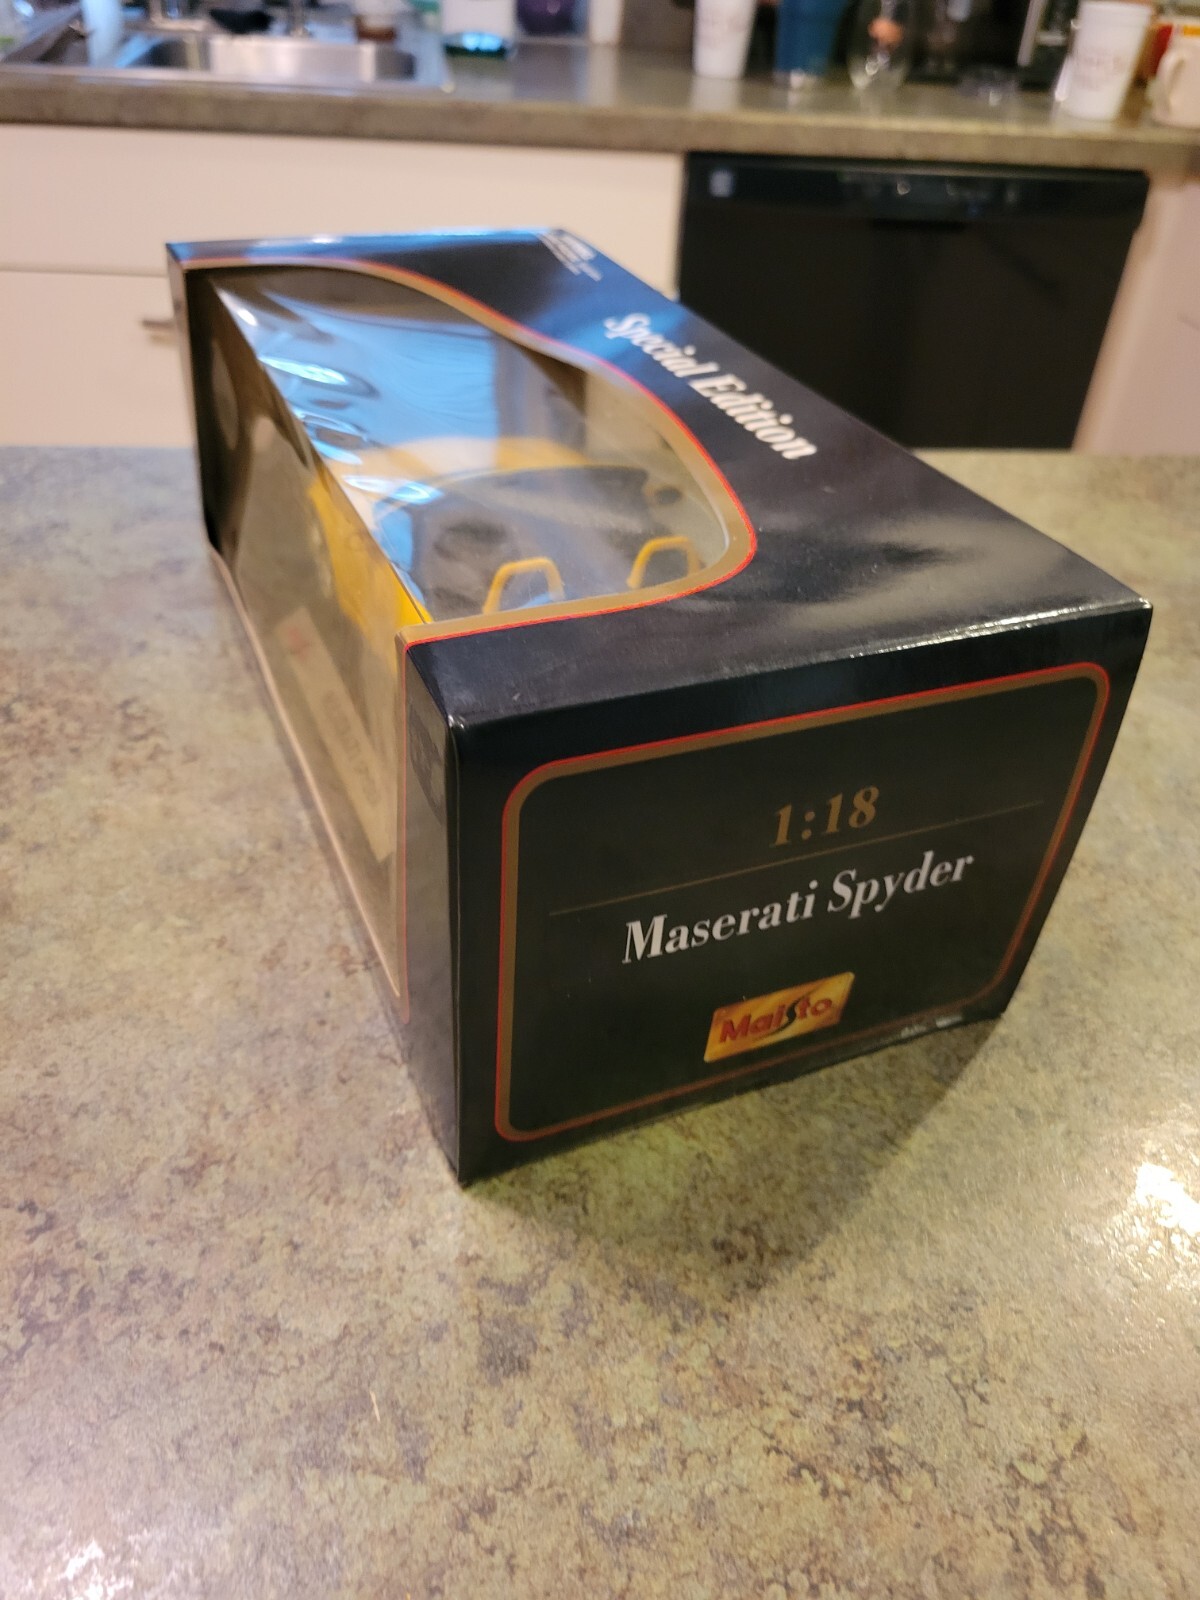 Special Edition
1:18
Maserati Spyder
Maisto